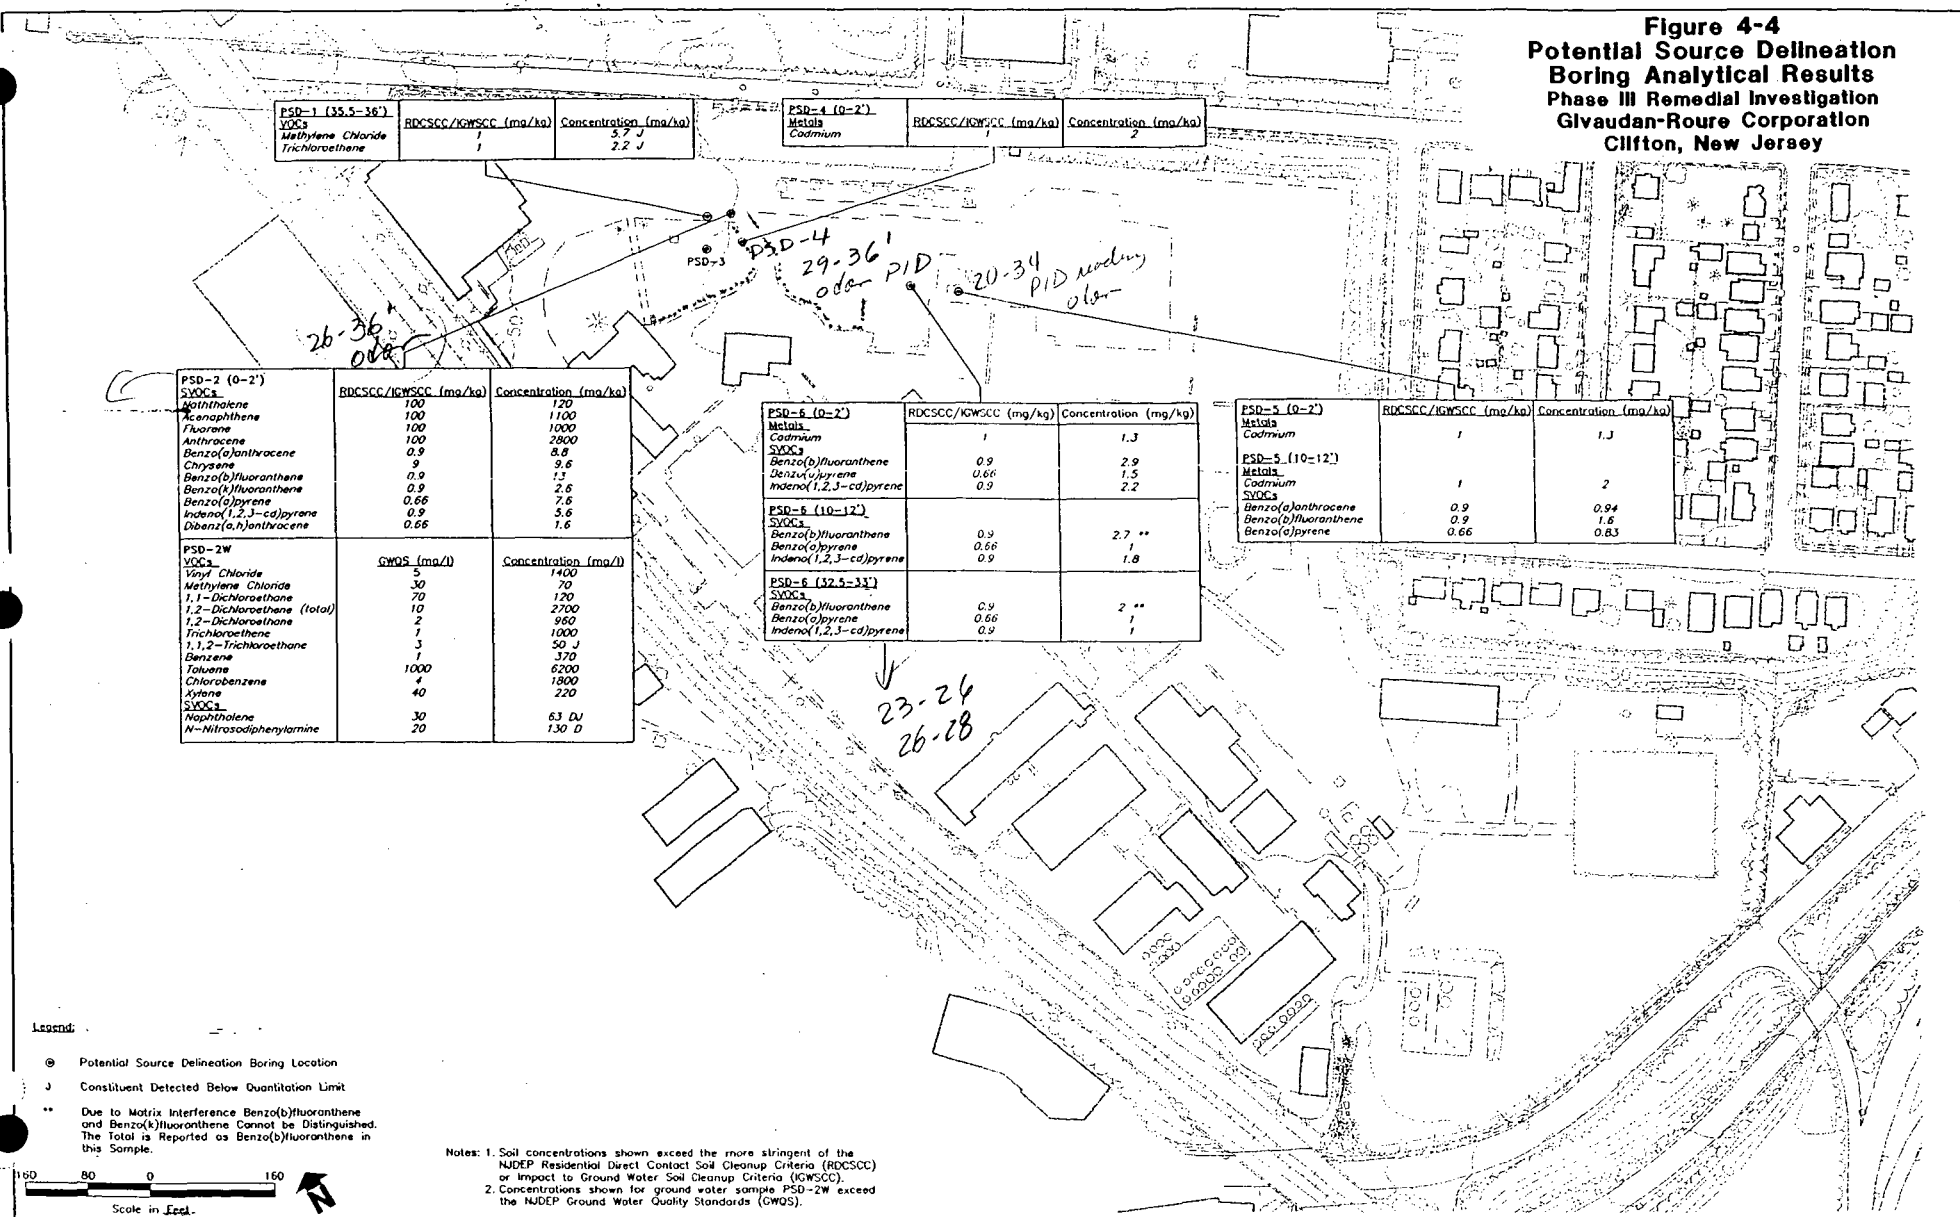 Figure 4-4
Potential Source Delineation
Boring Analytical Results
Phase III Remedial Investigation
Givaudan-Roure Corporation
Clifton, New Jersey
PSD-1 (35.5-36')
VOCs RDCSCC/IGWSCC (mg/kg) Concentration (mg/kg)
Methylene Chloride 1 5.7 J
Trichloroethene 1 2.2 J
PSD-4 (0-2')
Metals RDCSCC/IGWSCC (mg/kg) Concentration (mg/kg)
Cadmium 1 2
PSD-3
PSD-4
29-36'
odor PID
20-34
PID reading
odor
26-36'
odor
50
PSD-2 (0-2')
SVOCs RDCSCC/IGWSCC (mg/kg) Concentration (mg/kg)
Naphthalene 100 120
Acenaphthene 100 1100
Fluorene 100 1000
Anthracene 100 2800
Benzo(a)anthracene 0.9 8.8
Chrysene 9 9.6
Benzo(b)fluoranthene 0.9 13
Benzo(k)fluoranthene 0.9 2.6
Benzo(a)pyrene 0.66 7.6
Indeno(1,2,3-cd)pyrene 0.9 5.6
Dibenz(a,h)anthracene 0.66 1.6
PSD-2W
VOCs GWQS (mg/l) Concentration (mg/l)
Vinyl Chloride 5 1400
Methylene Chloride 30 70
1,1-Dichloroethane 70 120
1,2-Dichloroethene (total) 10 2700
1,2-Dichloroethane 2 960
Trichloroethene 1 1000
1,1,2-Trichloroethane 3 50 J
Benzene 1 370
Toluene 1000 6200
Chlorobenzene 4 1800
Xylene 40 220
SVOCs
Naphthalene 30 63 DJ
N-Nitrosodiphenylamine 20 130 D
PSD-6 (0-2') RDCSCC/IGWSCC (mg/kg) Concentration (mg/kg)
Metals
Cadmium 1 1.3
SVOCs
Benzo(b)fluoranthene 0.9 2.9
Benzo(a)pyrene 0.66 1.5
Indeno(1,2,3-cd)pyrene 0.9 2.2
PSD-6 (10-12')
SVOCs
Benzo(b)fluoranthene 0.9 2.7 **
Benzo(a)pyrene 0.66 1
Indeno(1,2,3-cd)pyrene 0.9 1.8
PSD-6 (32.5-33')
SVOCs
Benzo(b)fluoranthene 0.9 2 **
Benzo(a)pyrene 0.66 1
Indeno(1,2,3-cd)pyrene 0.9 1
PSD-5 (0-2') RDCSCC/IGWSCC (mg/kg) Concentration (mg/kg)
Metals
Cadmium 1 1.3
PSD-5 (10-12')
Metals
Cadmium 1 2
SVOCs
Benzo(a)anthracene 0.9 0.94
Benzo(b)fluoranthene 0.9 1.6
Benzo(a)pyrene 0.66 0.83
23-26
26-28
Legend:
Potential Source Delineation Boring Location
J Constituent Detected Below Quantitation Limit
** Due to Matrix Interference Benzo(b)fluoranthene
and Benzo(k)fluoranthene Cannot be Distinguished.
The Total is Reported as Benzo(b)fluoranthene in
this Sample.
160 80 0 160
Scale in Feet
N
Notes: 1. Soil concentrations shown exceed the more stringent of the
NJDEP Residential Direct Contact Soil Cleanup Criteria (RDCSCC)
or Impact to Ground Water Soil Cleanup Criteria (IGWSCC).
2. Concentrations shown for ground water sample PSD-2W exceed
the NJDEP Ground Water Quality Standards (GWQS).